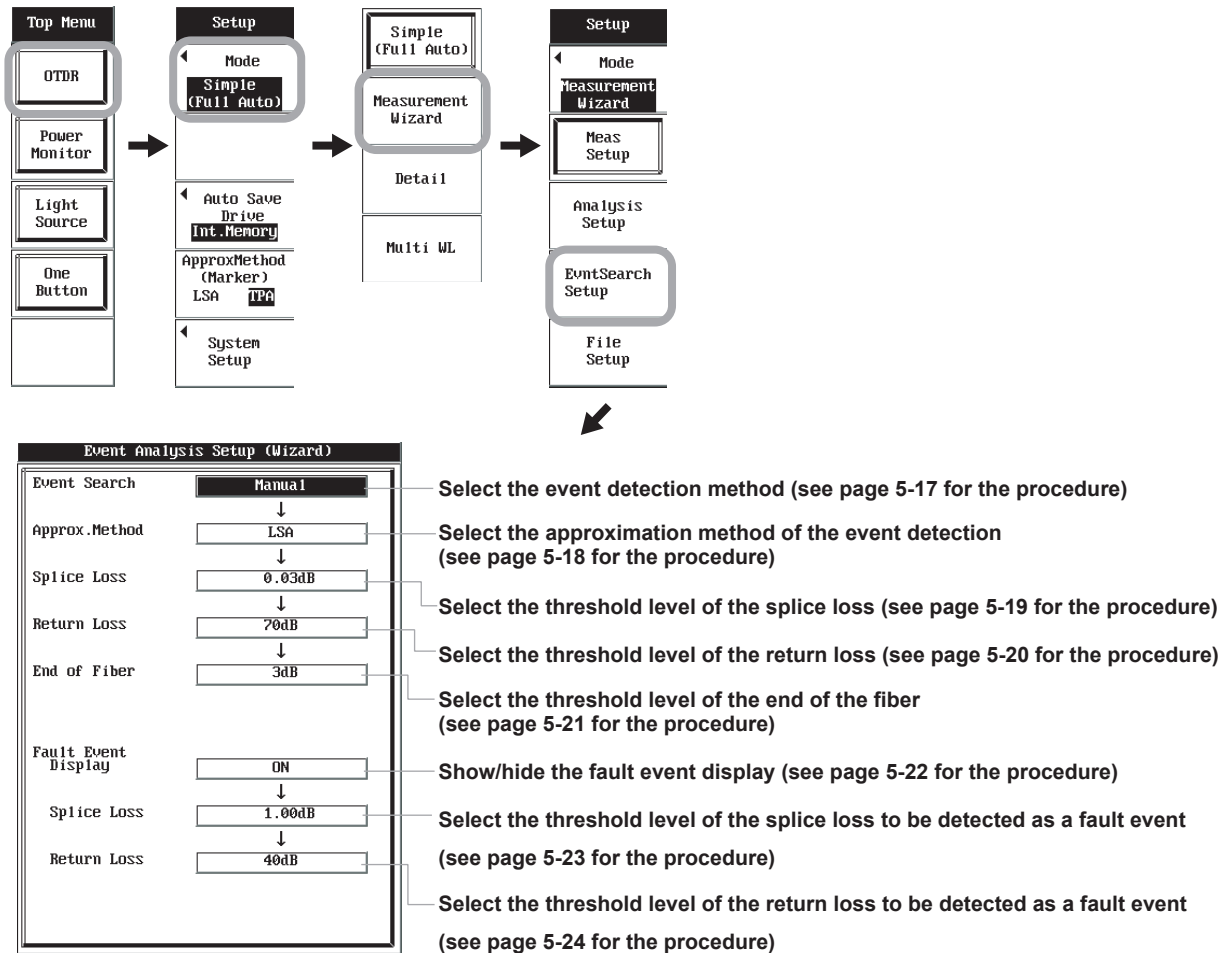 Top Menu
OTDR
Power
Monitor
Light
Source
One
Button
Setup
Mode
Simple
(Full Auto)
Auto Save
Drive
Int.Memory
ApproxMethod
(Marker)
LSA TPA
System
Setup
Simple
(Full Auto)
Measurement
Wizard
Detail
Multi WL
Setup
Mode
Measurement
Wizard
Meas
Setup
Analysis
Setup
EvntSearch
Setup
File
Setup
Event Analysis Setup (Wizard)
Event Search Manual
Select the event detection method (see page 5-17 for the procedure)
Approx.Method LSA
Select the approximation method of the event detection
(see page 5-18 for the procedure)
Splice Loss 0.03dB
Select the threshold level of the splice loss (see page 5-19 for the procedure)
Return Loss 70dB
Select the threshold level of the return loss (see page 5-20 for the procedure)
End of Fiber 3dB
Select the threshold level of the end of the fiber
(see page 5-21 for the procedure)
Fault Event
Display ON
Show/hide the fault event display (see page 5-22 for the procedure)
Splice Loss 1.00dB
Select the threshold level of the splice loss to be detected as a fault event
(see page 5-23 for the procedure)
Return Loss 40dB
Select the threshold level of the return loss to be detected as a fault event
(see page 5-24 for the procedure)